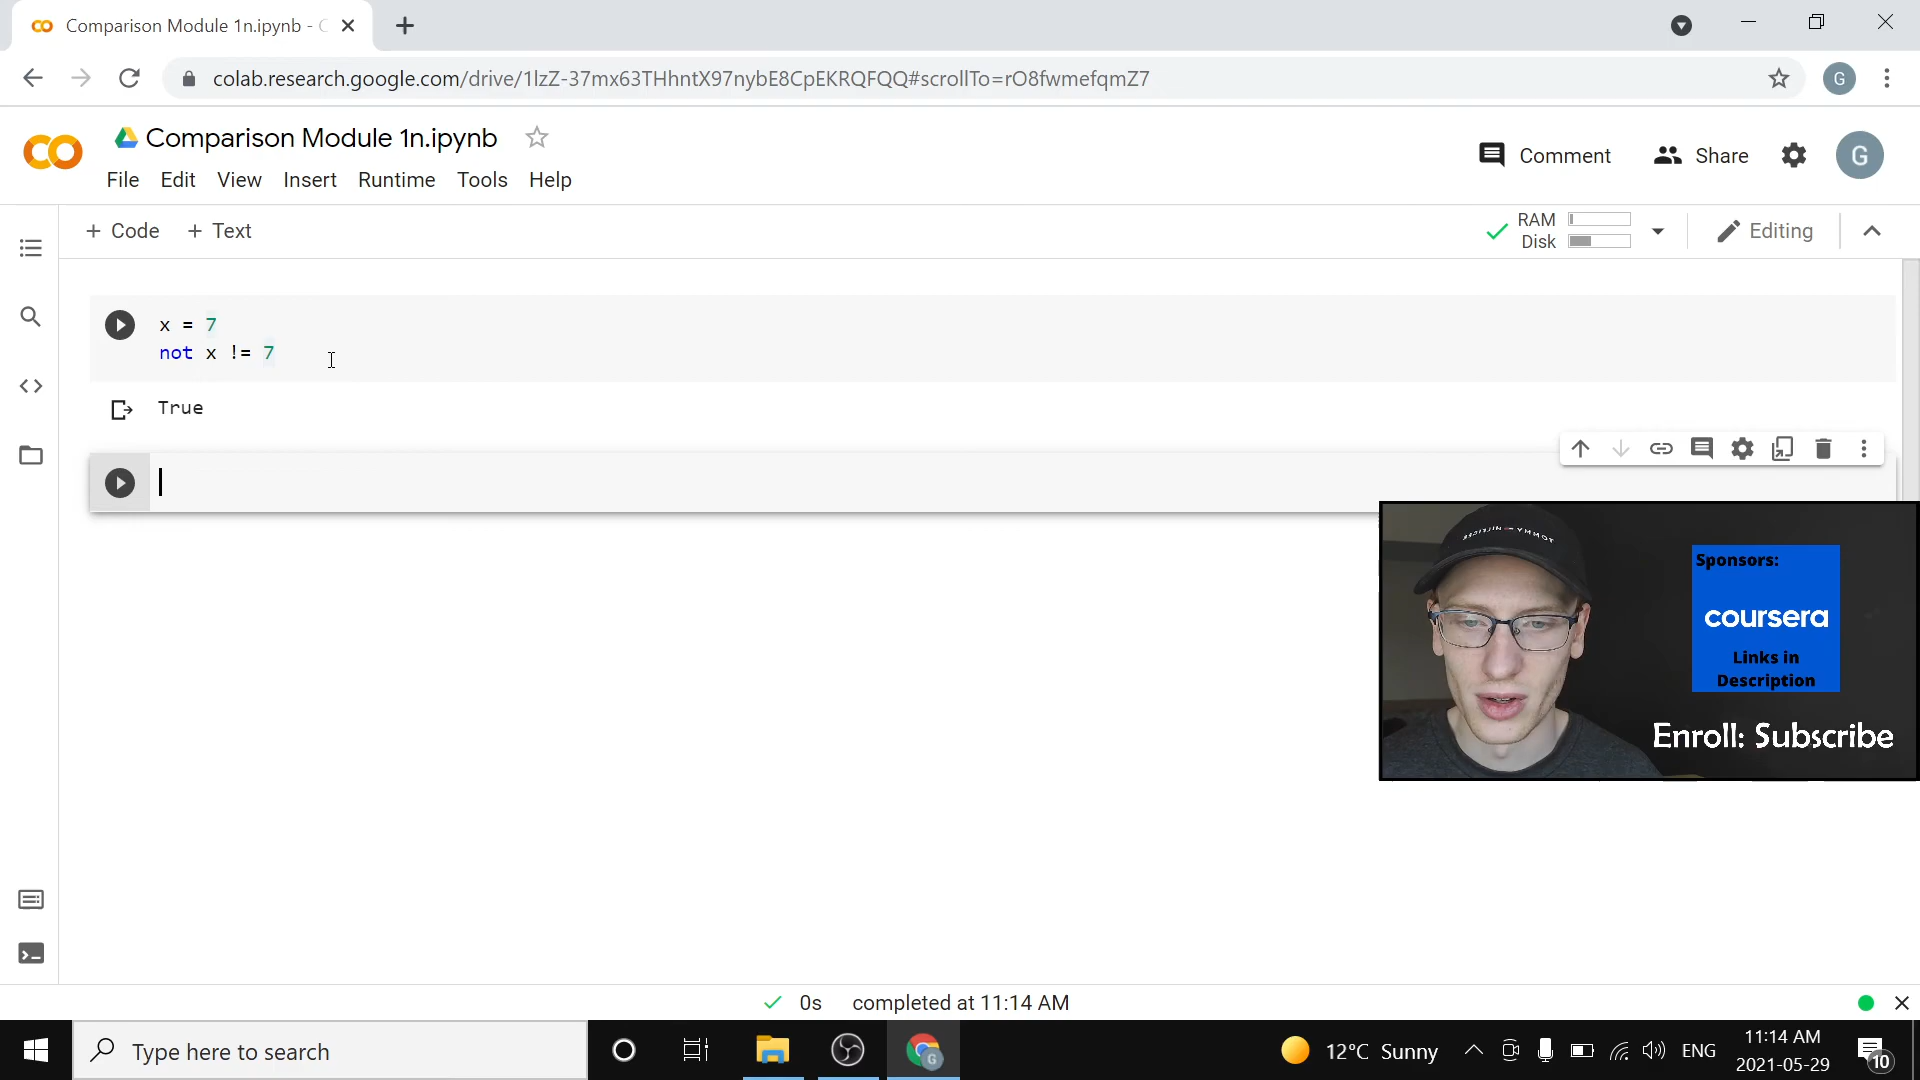 Comparison Module 1n.ipynb - C
colab.research.google.com/drive/1lzZ-37mx63THhntX97nybE8CpEKRQFQQ#scrollTo=rO8fwmefqmZ7
G
Comparison Module 1n.ipynb
Comment
Share
G
File Edit View Insert Runtime Tools Help
+ Code + Text
RAM
Disk
Editing
x = 7
not x != 7
True
TOMMY HILFIGER
Sponsors:
coursera
Links in
Description
Enroll: Subscribe
0s completed at 11:14 AM
Type here to search
G
12°C Sunny
ENG
11:14 AM
2021-05-29
10